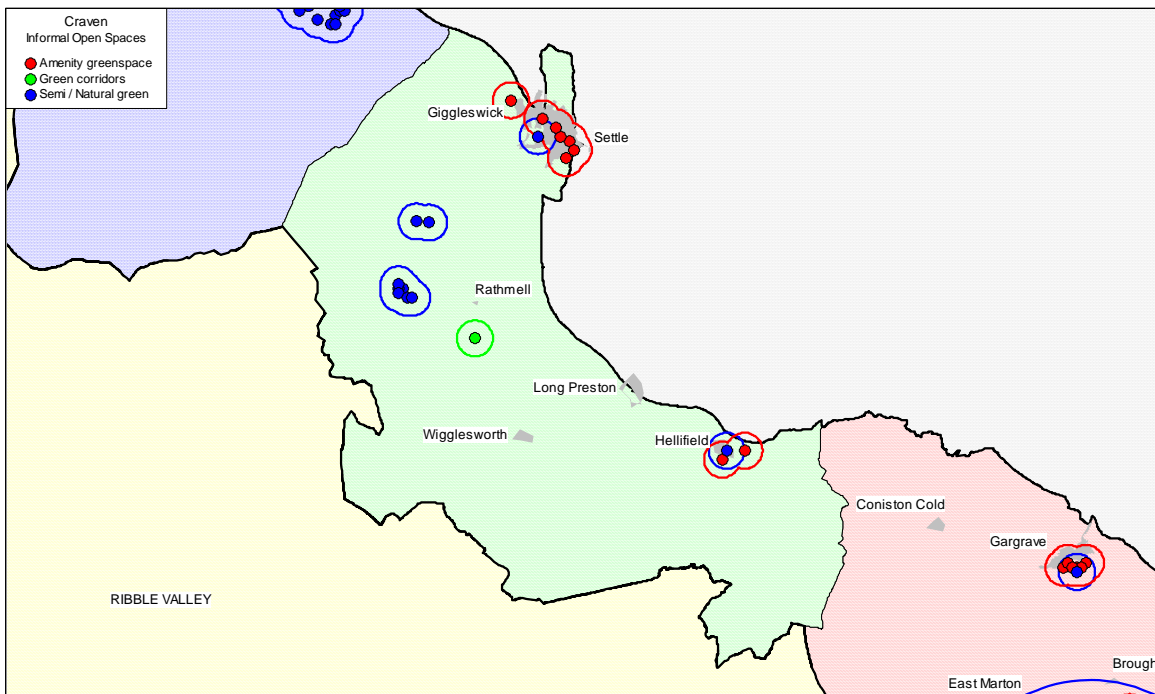 Craven
Informal Open Spaces
Amenity greenspace
Green corridors
Semi / Natural green
Giggleswick
Settle
Rathmell
Long Preston
Wigglesworth
Hellifield
Coniston Cold
Gargrave
RIBBLE VALLEY
Brough
East Marton